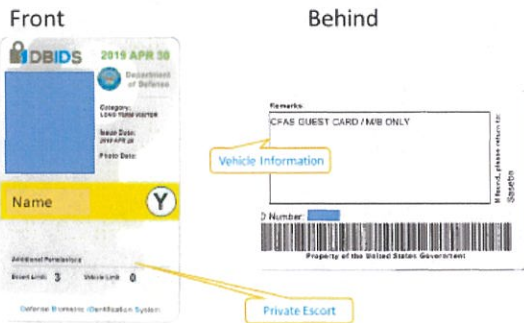 Front
Behind
DBIDS
2019 APR 30
Department
of Defense
Category:
LONG TERM VISITOR
Issue Date:
2019 APR
Photo Date:
Name
Y
Additional Permissions
Escort Limit: 3 Vehicle Limit: 0
Defense Biometric IDentification System
Remarks
CFAS GUEST CARD / M/B ONLY
If found, please return to:
Sasebo
Vehicle Information
D Number:
Property of the United States Government
Private Escort